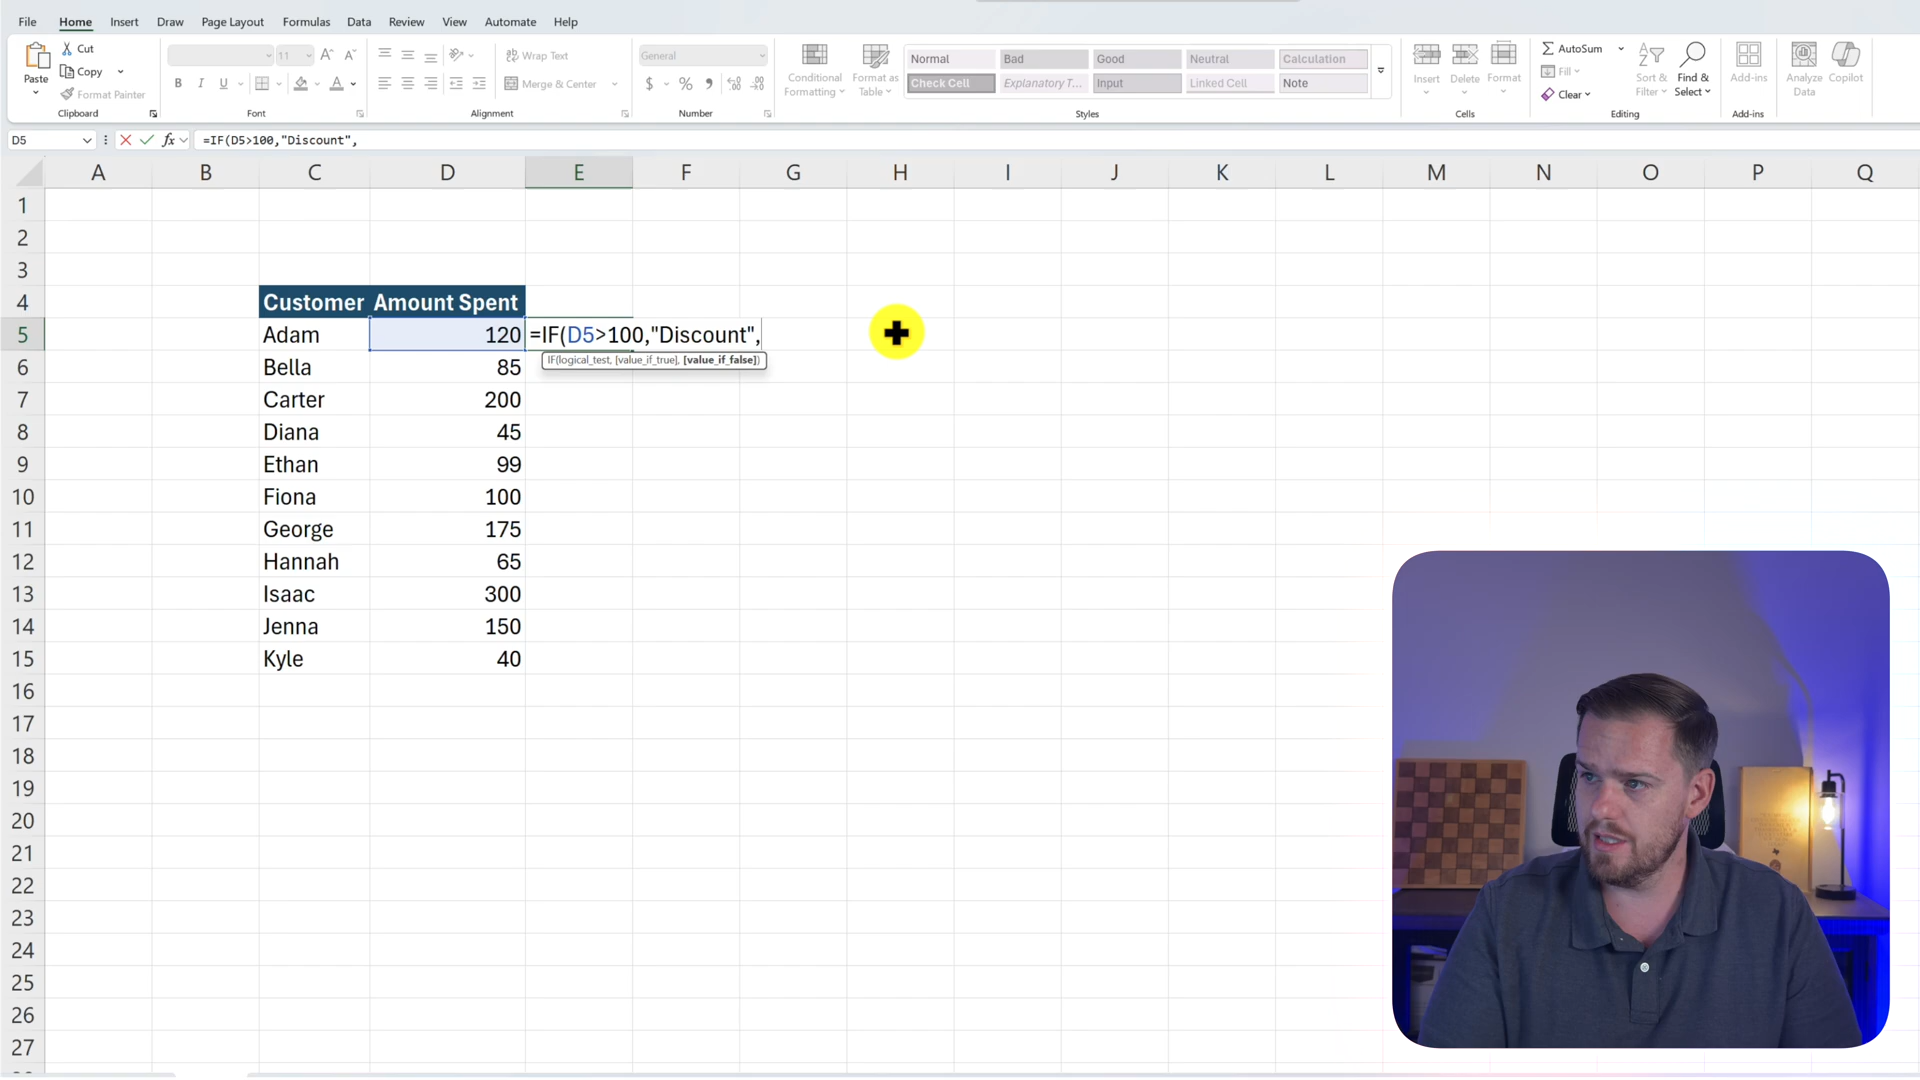 File Home Insert Draw Page Layout Formulas Data Review View Automate Help
Paste
Cut
Copy
Format Painter
Clipboard
11
Font
Wrap Text
Merge & Center
Alignment
General
Number
Conditional Formatting
Format as Table
Normal Bad Good Neutral Calculation
Check Cell Explanatory T... Input Linked Cell Note
Styles
Insert Delete Format
Cells
AutoSum
Fill
Clear
Sort & Filter
Find & Select
Editing
Add-ins
Add-ins
Analyze Data
Copilot
D5 fx =IF(D5>100,"Discount",
A B C D E F G H I J K L M N O P Q
1
2
3
4 Customer Amount Spent
5 Adam 120 =IF(D5>100,"Discount",
IF(logical_test, [value_if_true], [value_if_false])
6 Bella 85
7 Carter 200
8 Diana 45
9 Ethan 99
10 Fiona 100
11 George 175
12 Hannah 65
13 Isaac 300
14 Jenna 150
15 Kyle 40
16
17
18
19
20
21
22
23
24
25
26
27